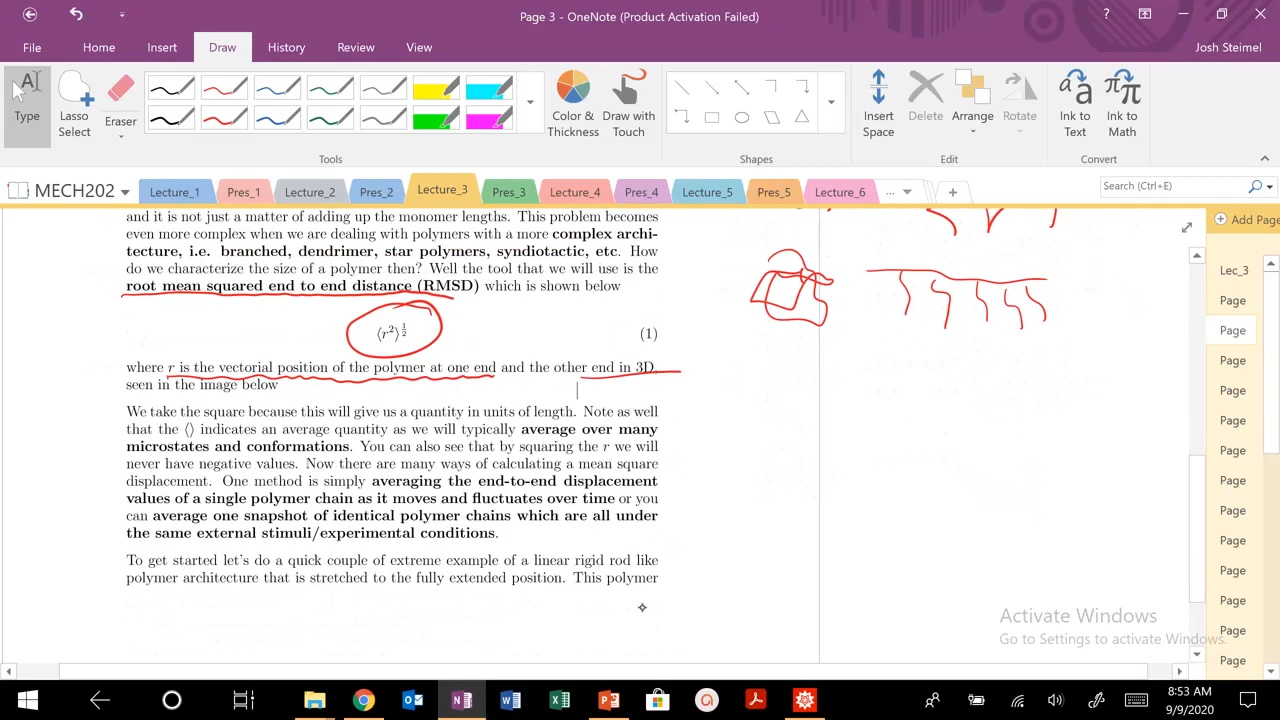 Page 3 - OneNote (Product Activation Failed)
?
File
Home
Insert
Draw
History
Review
View
Josh Steimel
Type
Lasso Select
Eraser
Color & Thickness
Draw with Touch
Insert Space
Delete
Arrange
Rotate
Ink to Text
Ink to Math
Tools
Shapes
Edit
Convert
MECH202
Lecture_1
Pres_1
Lecture_2
Pres_2
Lecture_3
Pres_3
Lecture_4
Pres_4
Lecture_5
Pres_5
Lecture_6
...
Search (Ctrl+E)
Add Page
and it is not just a matter of adding up the monomer lengths. This problem becomes
even more complex when we are dealing with polymers with a more complex archi-
tecture, i.e. branched, dendrimer, star polymers, syndiotactic, etc. How
do we characterize the size of a polymer then? Well the tool that we will use is the
root mean squared end to end distance (RMSD) which is shown below
⟨r²⟩^{1/2} (1)
where r is the vectorial position of the polymer at one end and the other end in 3D,
seen in the image below
We take the square because this will give us a quantity in units of length. Note as well
that the ⟨⟩ indicates an average quantity as we will typically average over many
microstates and conformations. You can also see that by squaring the r we will
never have negative values. Now there are many ways of calculating a mean square
displacement. One method is simply averaging the end-to-end displacement
values of a single polymer chain as it moves and fluctuates over time or you
can average one snapshot of identical polymer chains which are all under
the same external stimuli/experimental conditions.
To get started let's do a quick couple of extreme example of a linear rigid rod like
polymer architecture that is stretched to the fully extended position. This polymer
Lec_3
Page
Page
Page
Page
Page
Page
Page
Page
Page
Page
Page
Page
Page
Activate Windows
Go to Settings to activate Windows.
8:53 AM
9/9/2020